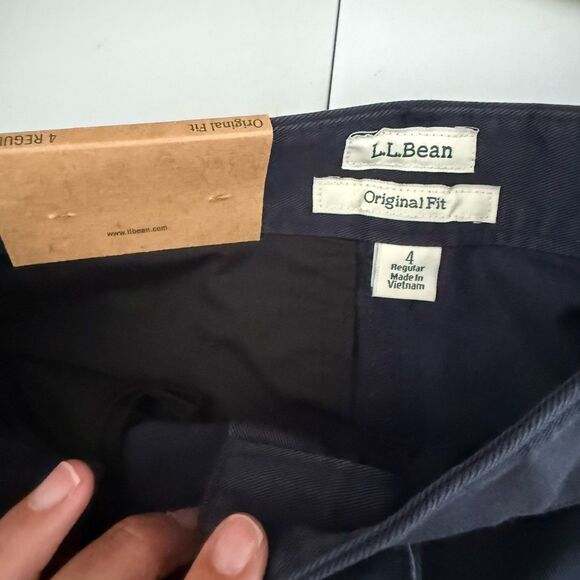 Original Fit
4 REGU
www.llbean.com
L.L.Bean
Original Fit
4
Regular
Made In
Vietnam